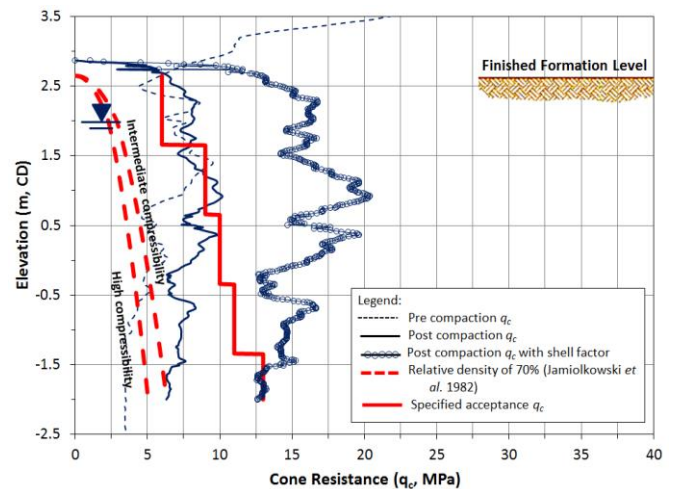 3.5
2.5
1.5
0.5
-0.5
-1.5
-2.5
Elevation (m, CD)
Finished Formation Level
Intermediate compressibility
High compressibility
Legend:
Pre compaction qc
Post compaction qc
Post compaction qc with shell factor
Relative density of 70% (Jamiolkowski et
al. 1982)
Specified acceptance qc
0 5 10 15 20 25 30 35 40
Cone Resistance (qc, MPa)